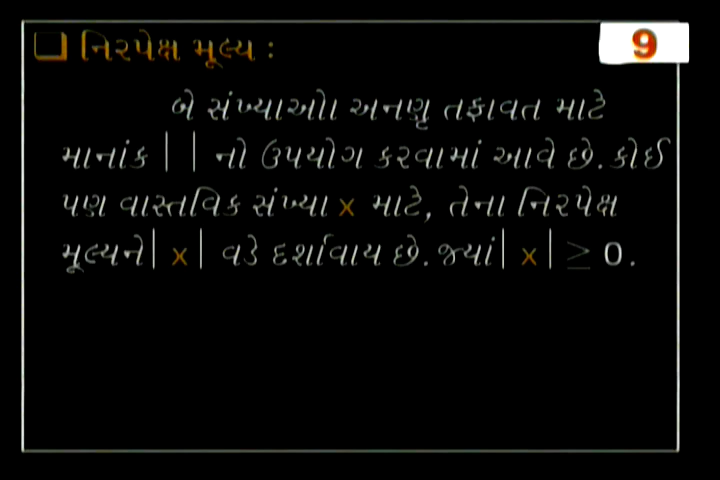 ❑ નિરપેક્ષ મૂલ્ય :
9
બે સંખ્યાઓા અનણૃ તફાવત માટે
માનાંક | | નો ઉપયોગ કરવામાં આવે છે. કોઈ
પણ વાસ્તવિક સંખ્યા x માટે, તેના નિરપેક્ષ
મૂલ્યને| x | વડે દર્શાવાય છે. જ્યાં| x | ≥ 0.